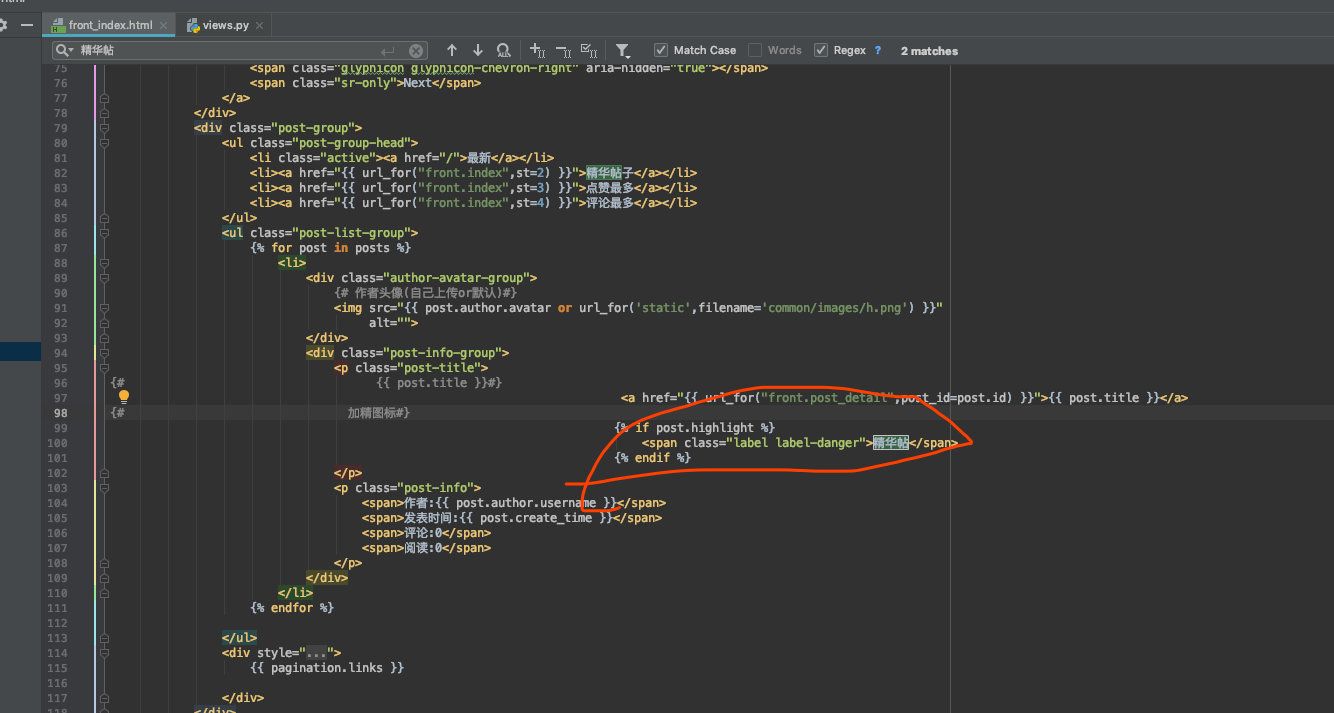 html
front_index.html
views.py
精华帖
Match Case
Words
Regex
?
2 matches
75 <span class="glyphicon glyphicon-chevron-right" aria-hidden="true"></span>
76 <span class="sr-only">Next</span>
77 </a>
78 </div>
79 <div class="post-group">
80 <ul class="post-group-head">
81 <li class="active"><a href="/">最新</a></li>
82 <li><a href="{{ url_for("front.index",st=2) }}">精华帖子</a></li>
83 <li><a href="{{ url_for("front.index",st=3) }}">点赞最多</a></li>
84 <li><a href="{{ url_for("front.index",st=4) }}">评论最多</a></li>
85 </ul>
86 <ul class="post-list-group">
87 {% for post in posts %}
88 <li>
89 <div class="author-avatar-group">
90 {# 作者头像(自己上传or默认)#}
91 <img src="{{ post.author.avatar or url_for('static',filename='common/images/h.png') }}"
92 alt="">
93 </div>
94 <div class="post-info-group">
95 <p class="post-title">
96 {# {{ post.title }}#}
97 <a href="{{ url_for("front.post_detail",post_id=post.id) }}">{{ post.title }}</a>
98 {# 加精图标#}
99 {% if post.highlight %}
100 <span class="label label-danger">精华帖</span>
101 {% endif %}
102 </p>
103 <p class="post-info">
104 <span>作者:{{ post.author.username }}</span>
105 <span>发表时间:{{ post.create_time }}</span>
106 <span>评论:0</span>
107 <span>阅读:0</span>
108 </p>
109 </div>
110 </li>
111 {% endfor %}
112
113 </ul>
114 <div style="...">
115 {{ pagination.links }}
116
117 </div>
118 </div>